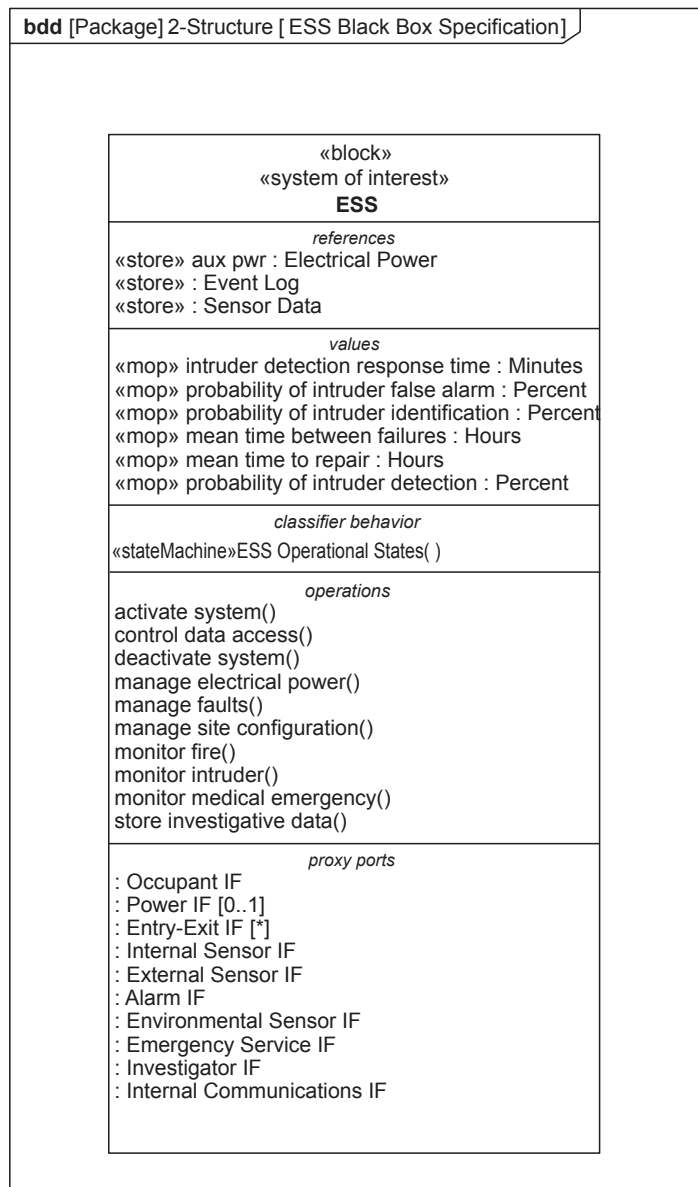 bdd [Package] 2-Structure [ ESS Black Box Specification]
«block»
«system of interest»
ESS
references
«store» aux pwr : Electrical Power
«store» : Event Log
«store» : Sensor Data
values
«mop» intruder detection response time : Minutes
«mop» probability of intruder false alarm : Percent
«mop» probability of intruder identification : Percent
«mop» mean time between failures : Hours
«mop» mean time to repair : Hours
«mop» probability of intruder detection : Percent
classifier behavior
«stateMachine»ESS Operational States( )
operations
activate system()
control data access()
deactivate system()
manage electrical power()
manage faults()
manage site configuration()
monitor fire()
monitor intruder()
monitor medical emergency()
store investigative data()
proxy ports
: Occupant IF
: Power IF [0..1]
: Entry-Exit IF [*]
: Internal Sensor IF
: External Sensor IF
: Alarm IF
: Environmental Sensor IF
: Emergency Service IF
: Investigator IF
: Internal Communications IF